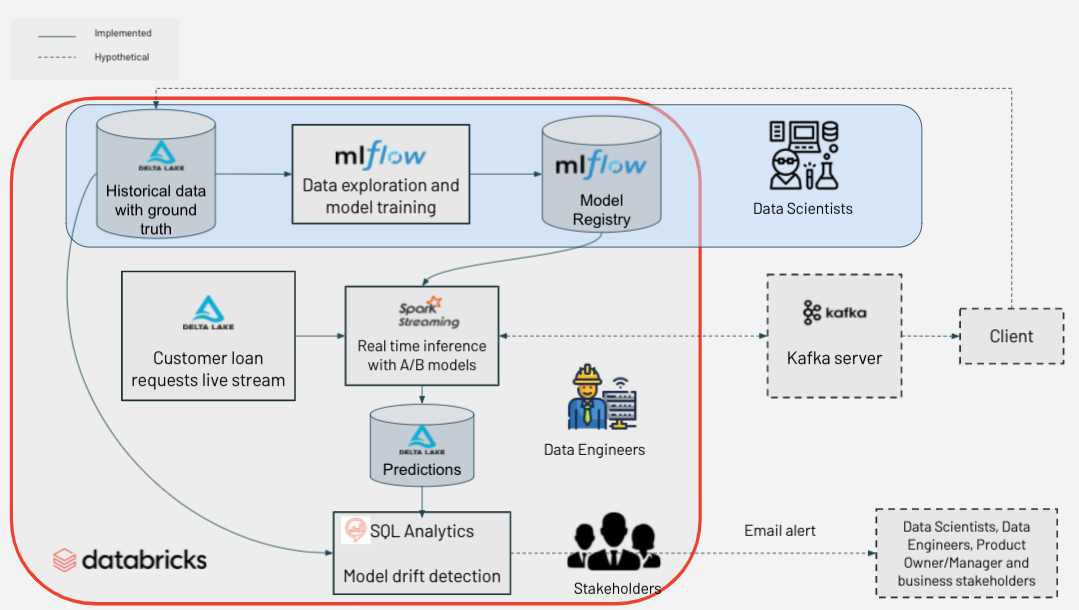 Implemented
Hypothetical
DELTA LAKE
Historical data
with ground
truth
mlflow
Data exploration and
model training
mlflow
Model
Registry
Data Scientists
DELTA LAKE
Customer loan
requests live stream
Spark
Streaming
Real time inference
with A/B models
kafka
Kafka server
Client
DELTA LAKE
Predictions
Data Engineers
SQL Analytics
Model drift detection
Stakeholders
Email alert
Data Scientists, Data
Engineers, Product
Owner/Manager and
business stakeholders
databricks